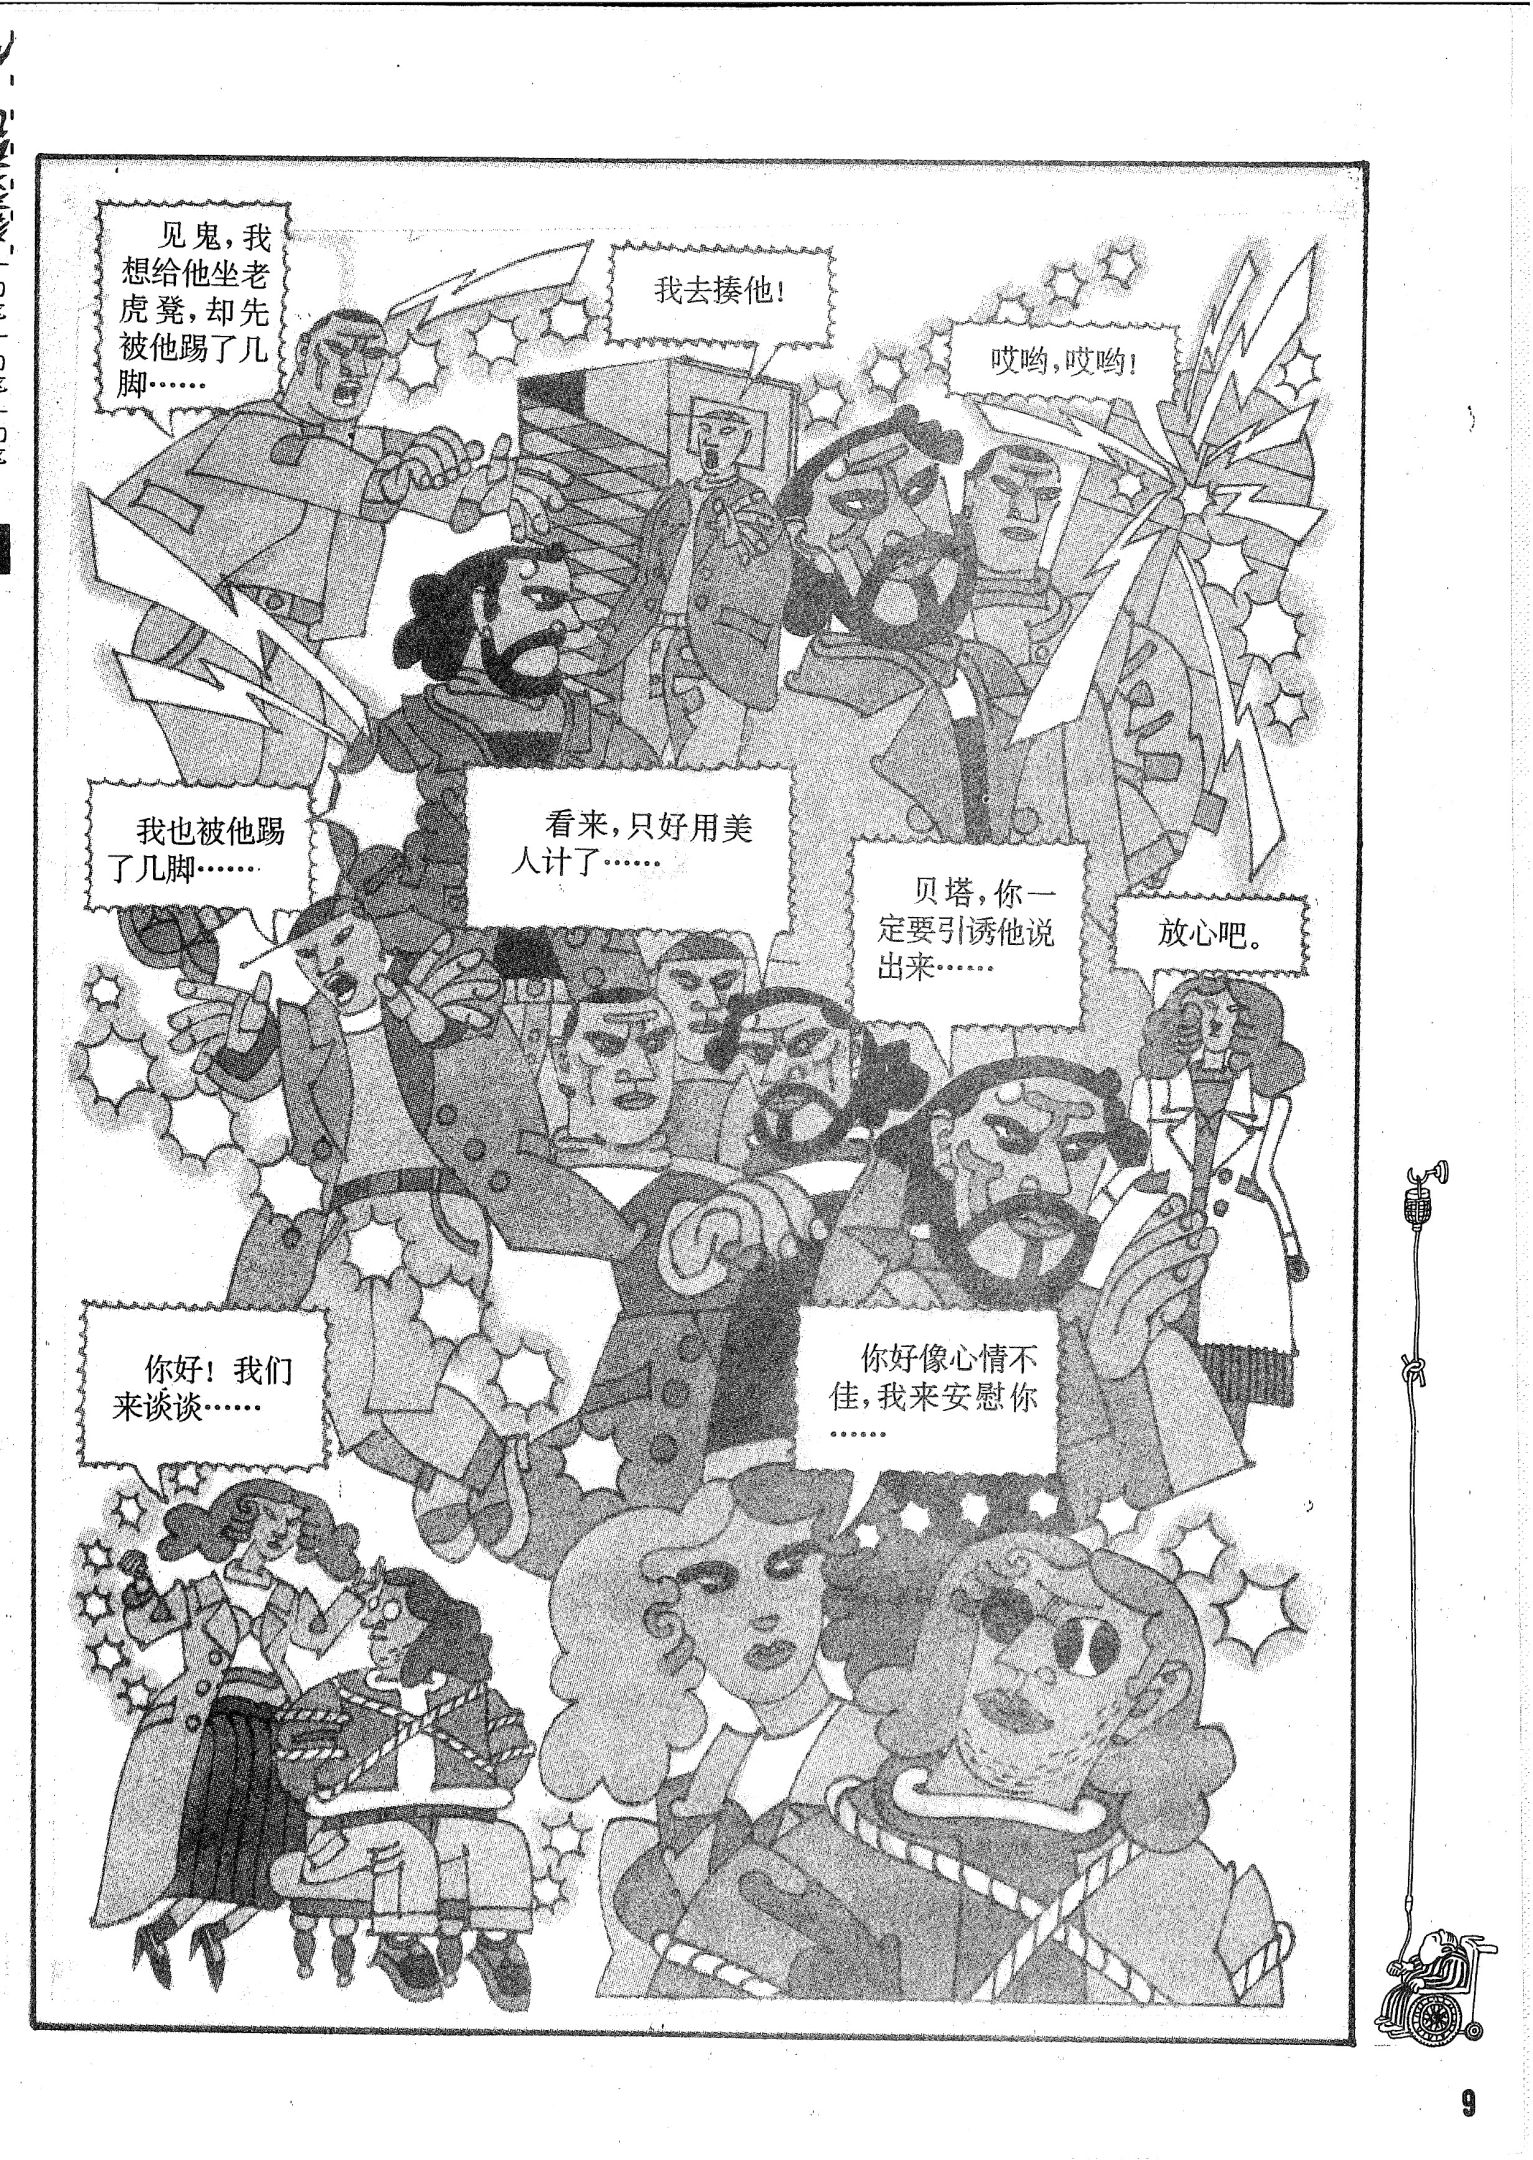 见鬼，我
想给他坐老
虎凳，却先
被他踢了几
脚……
我去揍他！
哎哟，哎哟！
我也被他踢
了几脚……
看来，只好用美
人计了……
贝塔，你一
定要引诱他说
出来……
放心吧。
你好！我们
来谈谈……
你好像心情不
佳，我来安慰你
……
9